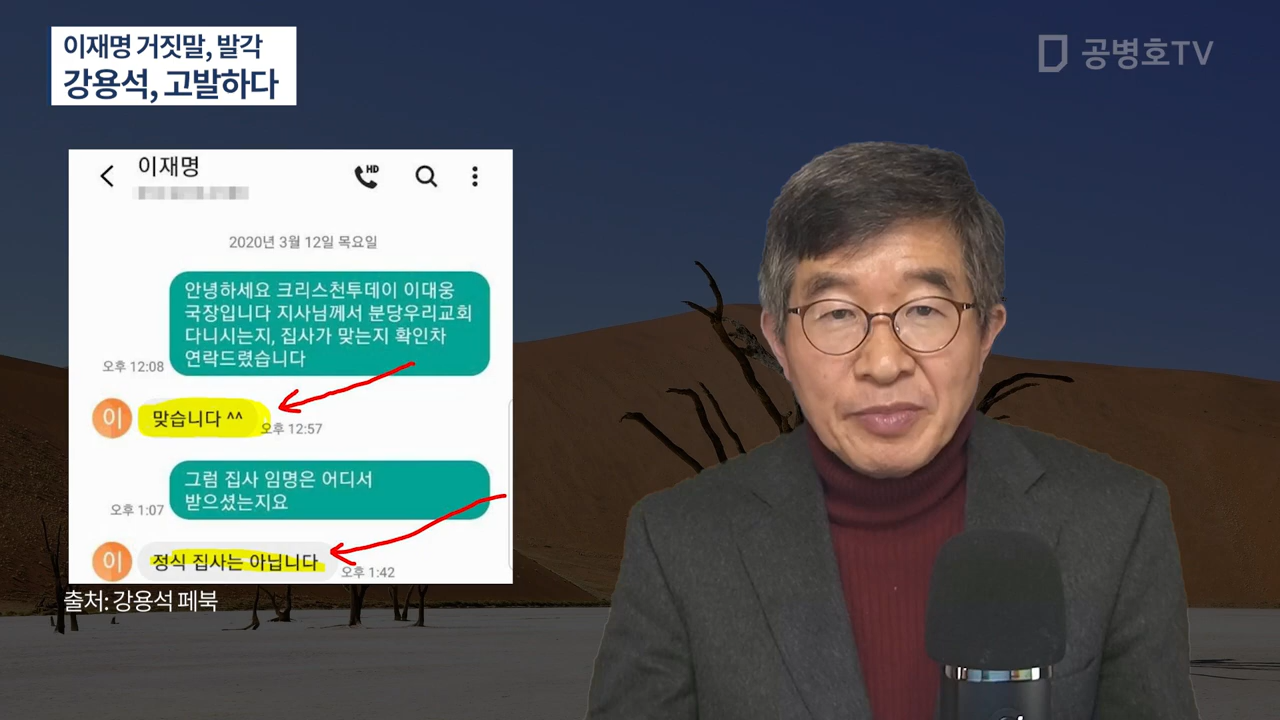 이재명 거짓말, 발각
강용석, 고발하다
공병호TV
이재명
HD
2020년 3월 12일 목요일
안녕하세요 크리스천투데이 이대웅
국장입니다 지사님께서 분당우리교회
다니시는지, 집사가 맞는지 확인차
연락드렸습니다
오후 12:08
이
맞습니다 ^^
오후 12:57
그럼 집사 임명은 어디서
받으셨는지요
오후 1:07
이
정식 집사는 아닙니다
오후 1:42
출처: 강용석 페북